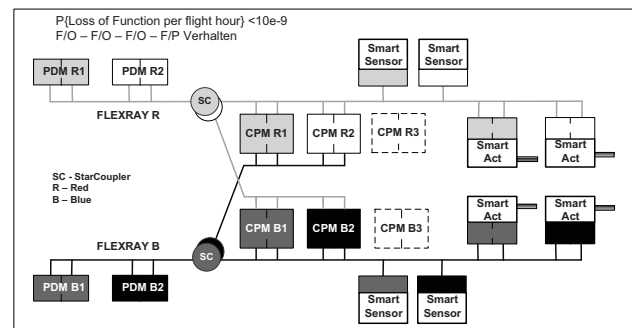 P{Loss of Function per flight hour} <10e-9
F/O – F/O – F/O – F/P Verhalten
PDM R1
PDM R2
Smart Sensor
Smart Sensor
SC
FLEXRAY R
CPM R1
CPM R2
CPM R3
Smart Act
Smart Act
SC - StarCoupler
R – Red
B – Blue
Smart Act
Smart Act
CPM B1
CPM B2
CPM B3
FLEXRAY B
SC
PDM B1
PDM B2
Smart Sensor
Smart Sensor